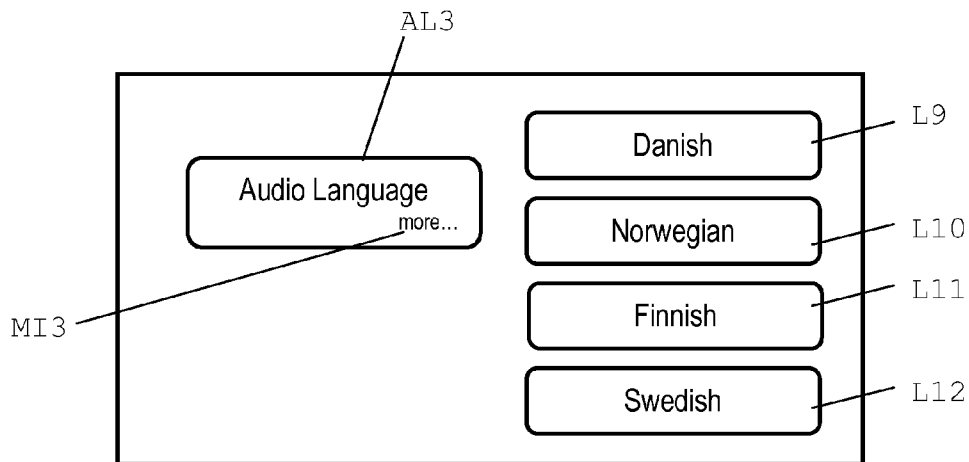 AL3
L9
Danish
Audio Language
more...
Norwegian
L10
L11
MI3
Finnish
L12
Swedish